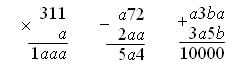 × 311 − a72 + a3ba
a 2aa 3a5b
1aaa 5a4 10000